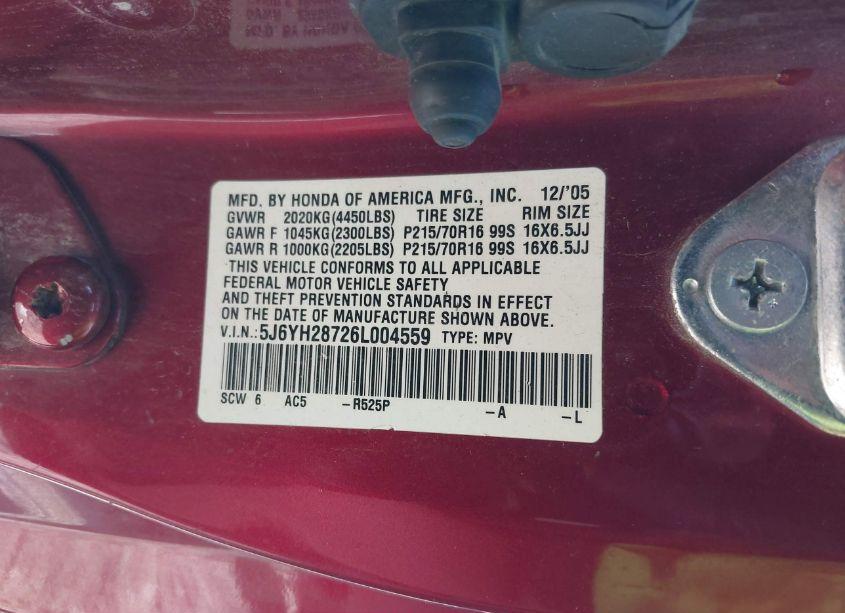 MFD. BY HONDA OF AMERICA MFG., INC. 12/'05
GVWR 2020KG(4450LBS) TIRE SIZE RIM SIZE
GAWR F 1045KG(2300LBS) P215/70R16 99S 16X6.5JJ
GAWR R 1000KG(2205LBS) P215/70R16 99S 16X6.5JJ
THIS VEHICLE CONFORMS TO ALL APPLICABLE
FEDERAL MOTOR VEHICLE SAFETY
AND THEFT PREVENTION STANDARDS IN EFFECT
ON THE DATE OF MANUFACTURE SHOWN ABOVE.
V.I.N.:5J6YH28726L004559 TYPE: MPV
SCW 6 AC5 -R525P -A -L